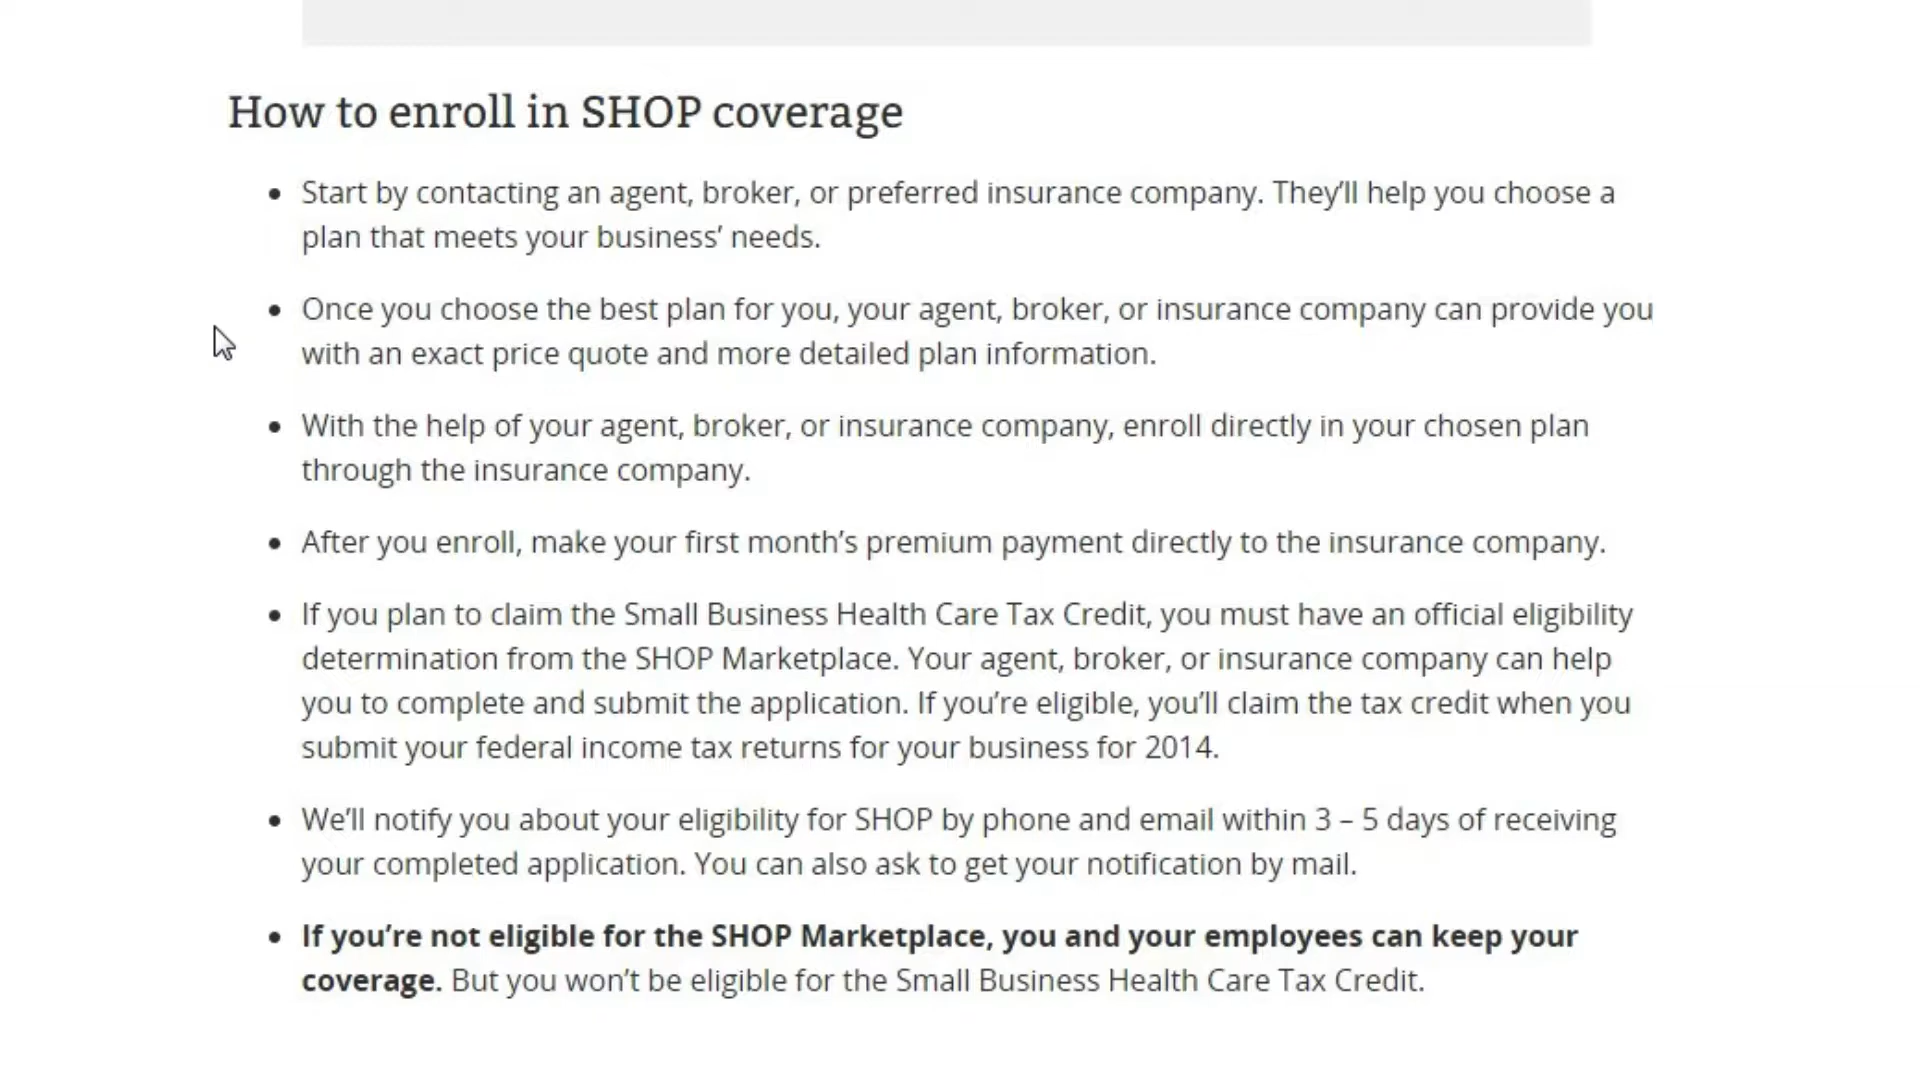 How to enroll in SHOP coverage
Start by contacting an agent, broker, or preferred insurance company. They’ll help you choose a
plan that meets your business’ needs.
Once you choose the best plan for you, your agent, broker, or insurance company can provide you
with an exact price quote and more detailed plan information.
With the help of your agent, broker, or insurance company, enroll directly in your chosen plan
through the insurance company.
After you enroll, make your first month’s premium payment directly to the insurance company.
If you plan to claim the Small Business Health Care Tax Credit, you must have an official eligibility
determination from the SHOP Marketplace. Your agent, broker, or insurance company can help
you to complete and submit the application. If you’re eligible, you’ll claim the tax credit when you
submit your federal income tax returns for your business for 2014.
We’ll notify you about your eligibility for SHOP by phone and email within 3 – 5 days of receiving
your completed application. You can also ask to get your notification by mail.
If you’re not eligible for the SHOP Marketplace, you and your employees can keep your
coverage. But you won’t be eligible for the Small Business Health Care Tax Credit.